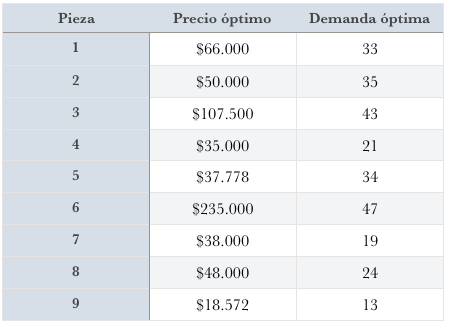 Pieza Precio óptimo Demanda óptima
1 $66.000 33
2 $50.000 35
3 $107.500 43
4 $35.000 21
5 $37.778 34
6 $235.000 47
7 $38.000 19
8 $48.000 24
9 $18.572 13